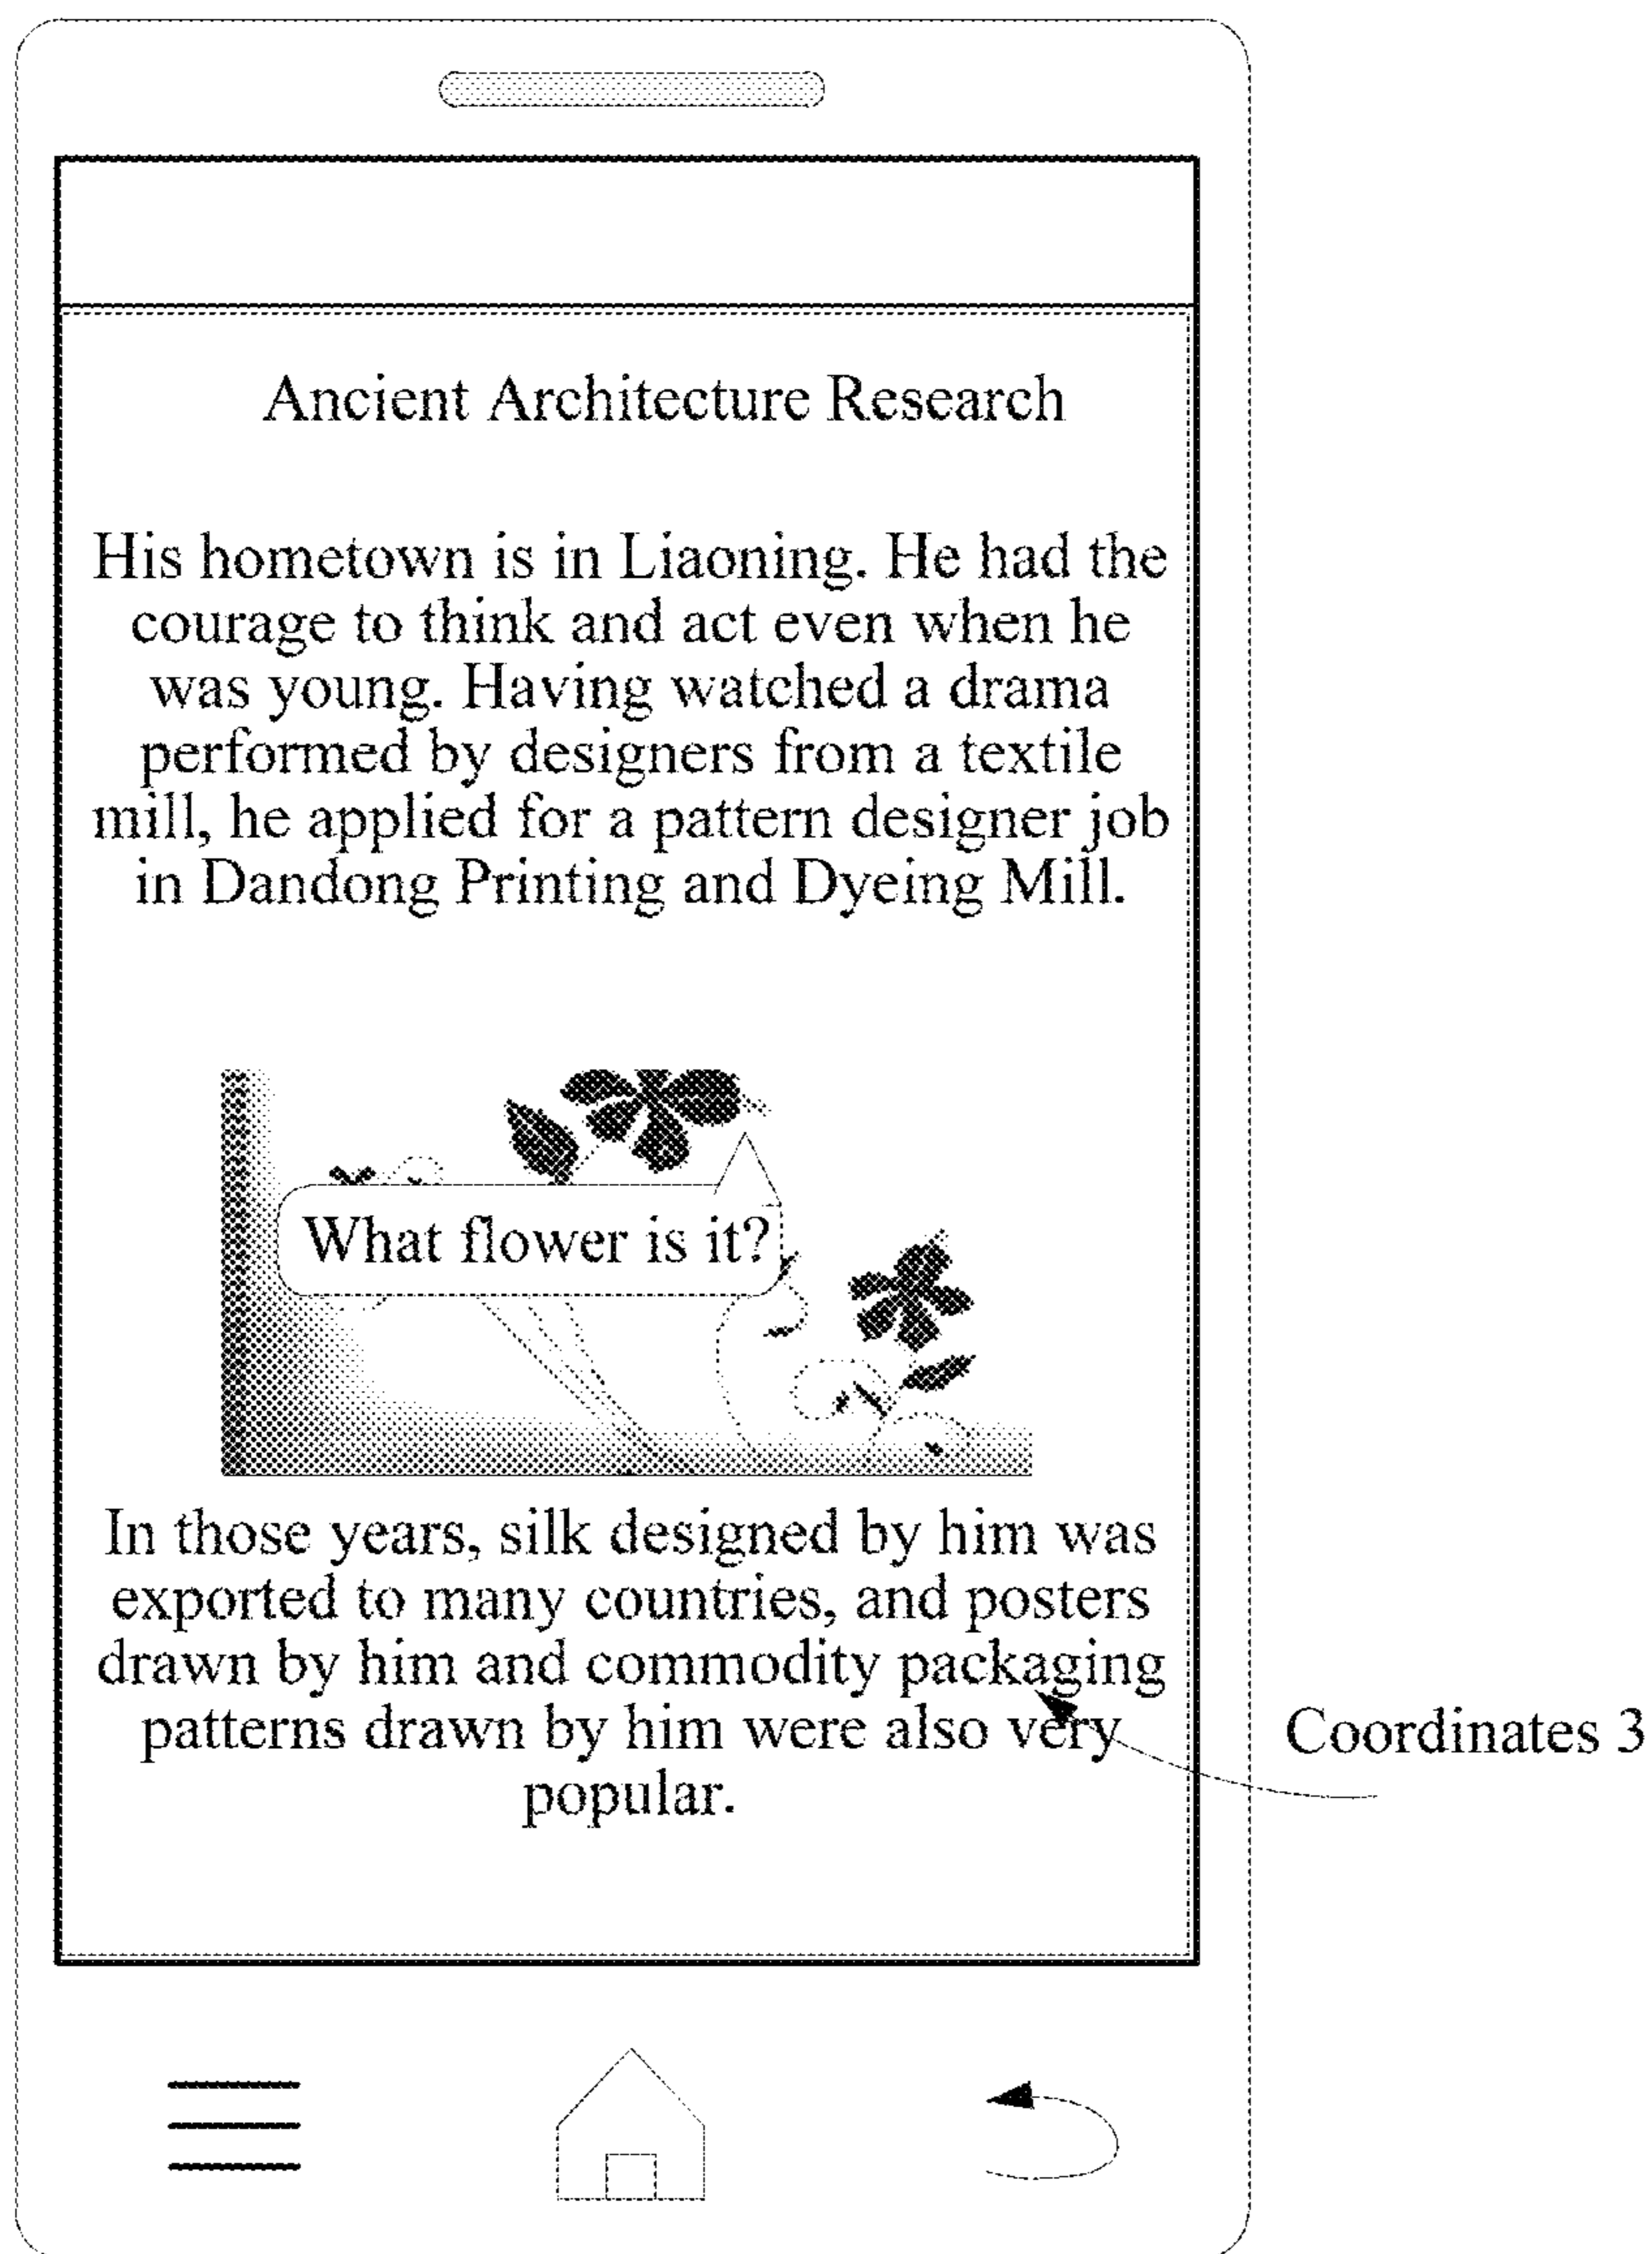 Ancient Architecture Research
His hometown is in Liaoning. He had the
courage to think and act even when he
was young. Having watched a drama
performed by designers from a textile
mill, he applied for a pattern designer job
in Dandong Printing and Dyeing Mill.
What flower is it?
In those years, silk designed by him was
exported to many countries, and posters
drawn by him and commodity packaging
patterns drawn by him were also very
popular.
Coordinates 3